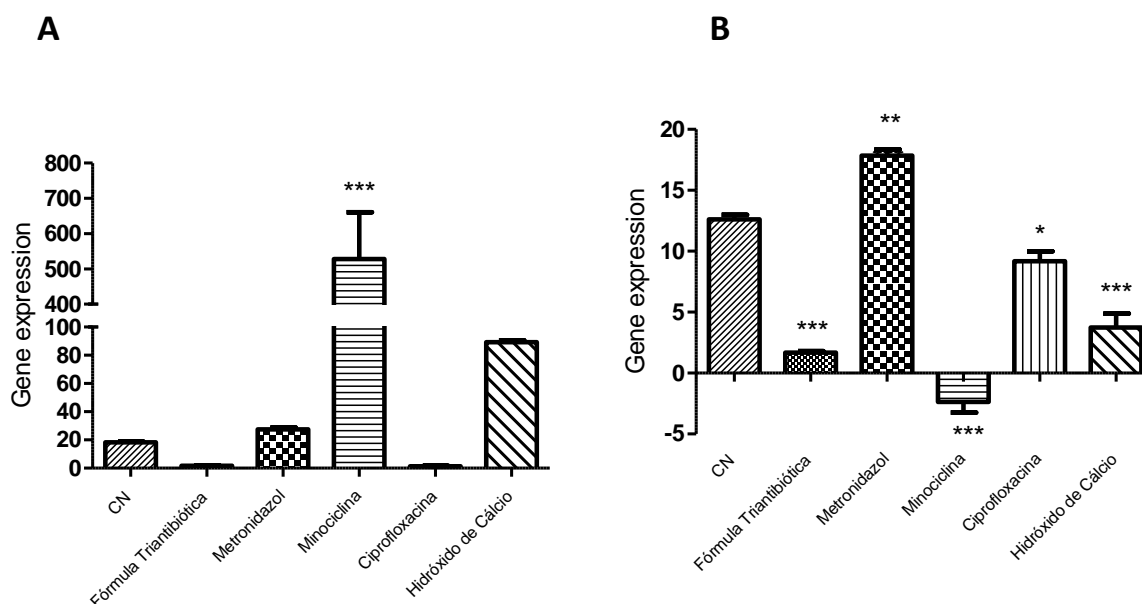 A
Gene expression
800
700
600
500
400
100
80
60
40
20
0
***
CN
Fórmula Triantibiótica
Metronidazol
Minociclina
Ciprofloxacina
Hidróxido de Cálcio
B
Gene expression
20
15
10
5
0
-5
***
**
***
*
***
CN
Fórmula Triantibiótica
Metronidazol
Minociclina
Ciprofloxacina
Hidróxido de Cálcio